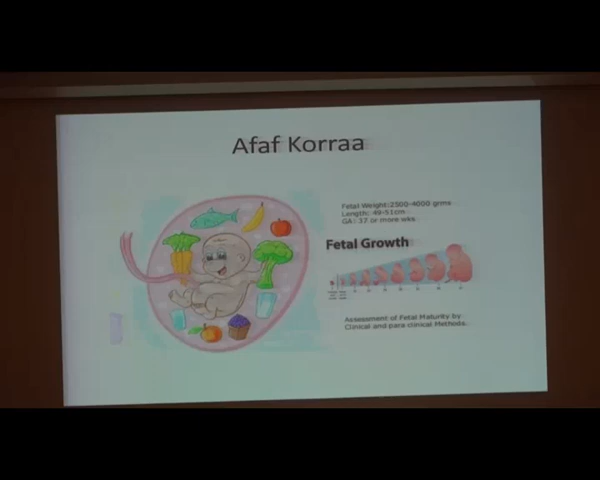 Afaf Korraa
Fetal Weight:2500-4000 grms
Length: 48-51cm
GA: 37 or more wks
Fetal Growth
Assessment of Fetal Maturity by
Clinical and para clinical Methods.